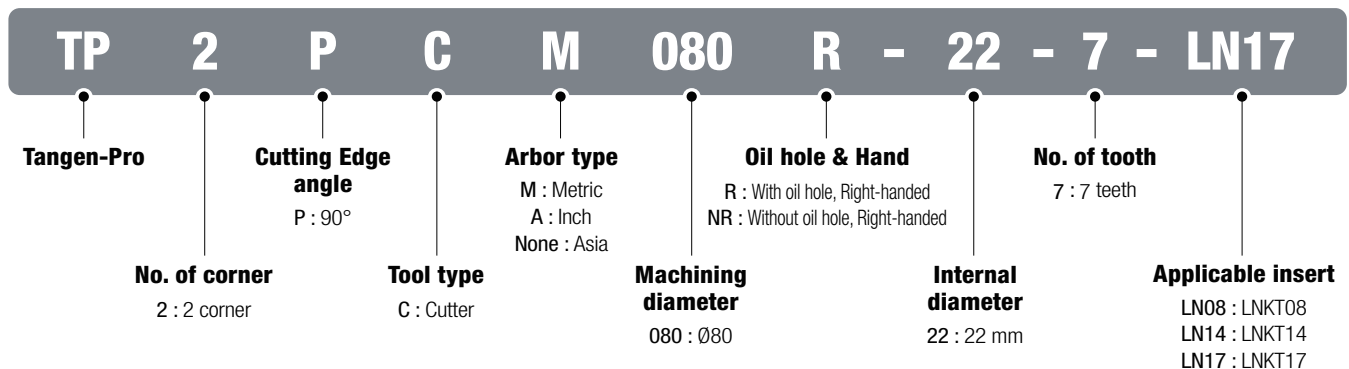 TP 2 P C M 080 R - 22 - 7 - LN17
Tangen-Pro
Cutting Edge
angle
P : 90°
Arbor type
M : Metric
A : Inch
None : Asia
Oil hole & Hand
R : With oil hole, Right-handed
NR : Without oil hole, Right-handed
No. of tooth
7 : 7 teeth
No. of corner
2 : 2 corner
Tool type
C : Cutter
Machining
diameter
080 : Ø80
Internal
diameter
22 : 22 mm
Applicable insert
LN08 : LNKT08
LN14 : LNKT14
LN17 : LNKT17